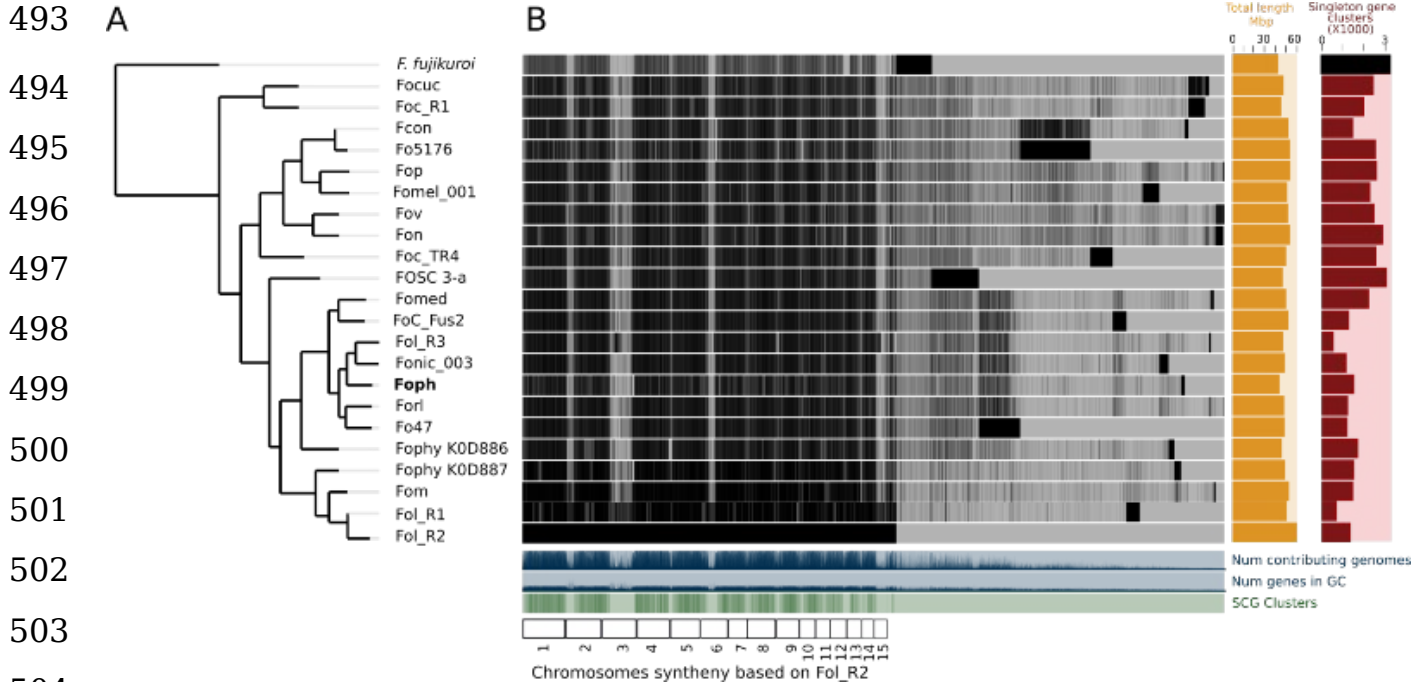 493
A
B
Total length
Mbp
0 30 60
Singleton gene
clusters
(X1000)
0 3
F. fujikuroi
494
Focuc
Foc_R1
495
Fcon
Fo5176
Fop
496
Fomel_001
Fov
Fon
497
Foc_TR4
FOSC 3-a
Fomed
498
FoC_Fus2
Fol_R3
Fonic_003
499
Foph
Forl
Fo47
500
Fophy K0D886
Fophy K0D887
Fom
501
Fol_R1
Fol_R2
502
Num contributing genomes
Num genes in GC
SCG Clusters
503
1 2 3 4 5 6 7 8 9 10 11 12 13 14 15
Chromosomes syntheny based on Fol_R2